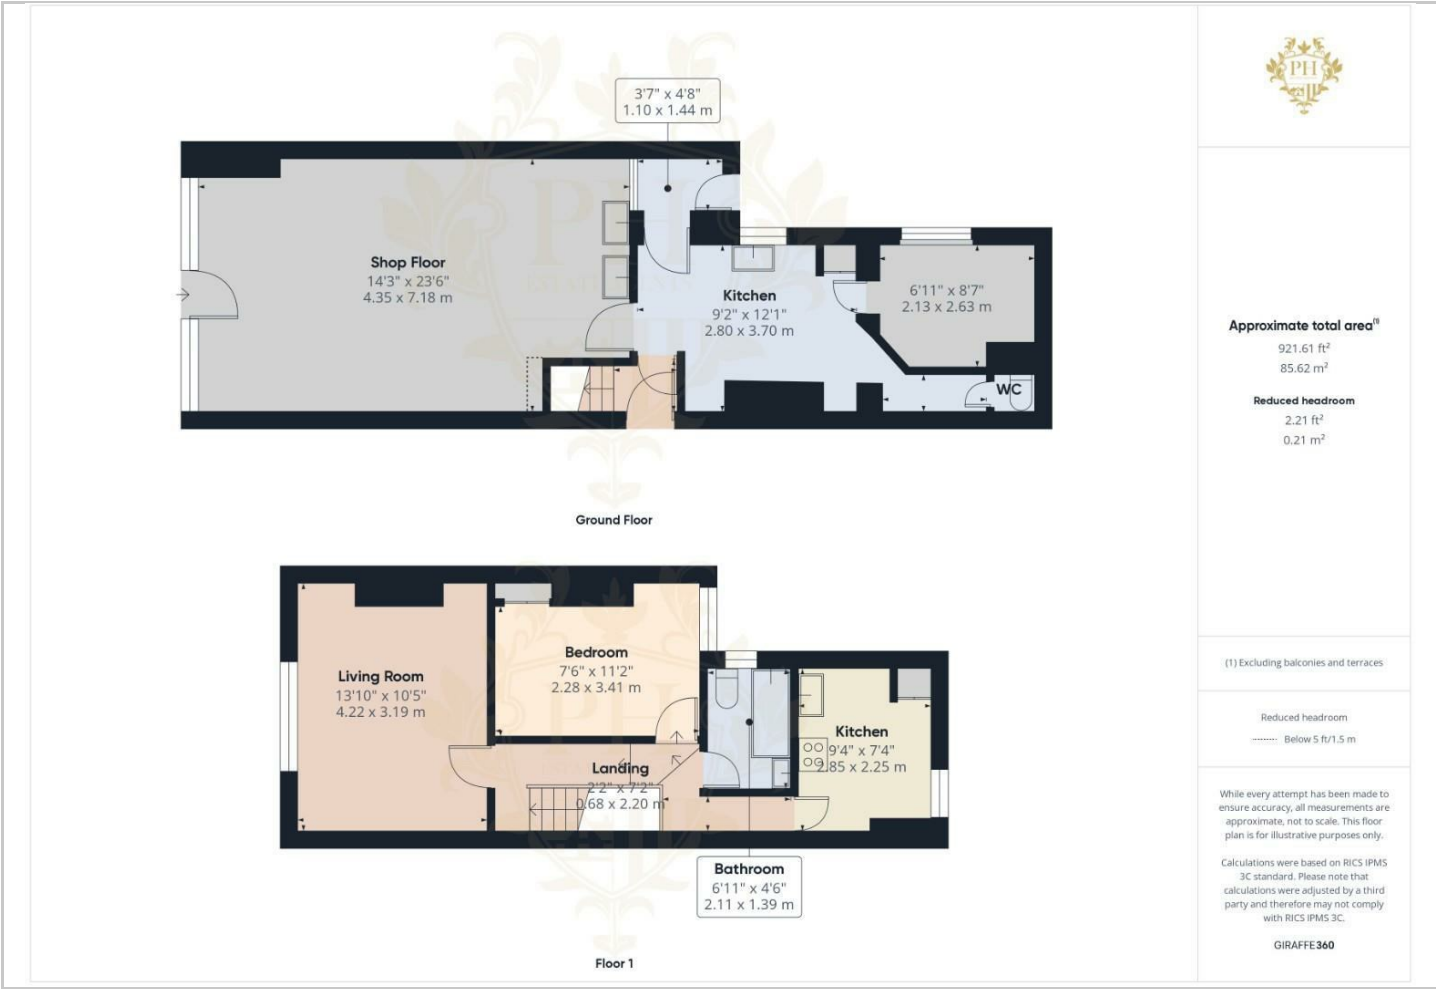 3'7" x 4'8"
1.10 x 1.44 m
Shop Floor
14'3" x 23'6"
4.35 x 7.18 m
Kitchen
9'2" x 12'1"
2.80 x 3.70 m
6'11" x 8'7"
2.13 x 2.63 m
WC
Ground Floor
Living Room
13'10" x 10'5"
4.22 x 3.19 m
Bedroom
7'6" x 11'2"
2.28 x 3.41 m
Landing
2'2" x 7'2"
0.68 x 2.20 m
Kitchen
9'4" x 7'4"
2.85 x 2.25 m
Bathroom
6'11" x 4'6"
2.11 x 1.39 m
Floor 1
PH
Approximate total area⁽¹⁾
921.61 ft²
85.62 m²
Reduced headroom
2.21 ft²
0.21 m²
(1) Excluding balconies and terraces
Reduced headroom
Below 5 ft/1.5 m
While every attempt has been made to
ensure accuracy, all measurements are
approximate, not to scale. This floor
plan is for illustrative purposes only.
Calculations were based on RICS IPMS
3C standard. Please note that
calculations were adjusted by a third
party and therefore may not comply
with RICS IPMS 3C.
GIRAFFE360